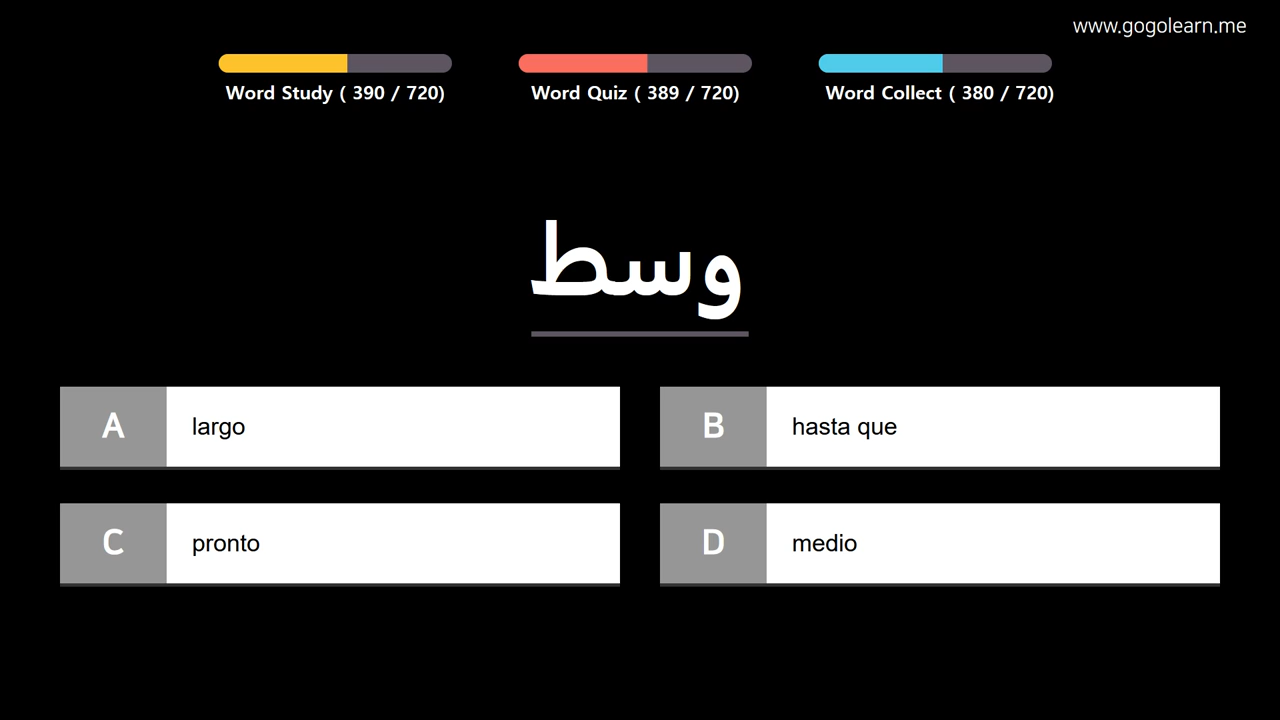 www.gogolearn.me
Word Study ( 390 / 720)
Word Quiz ( 389 / 720)
Word Collect ( 380 / 720)
وسط
A largo
B hasta que
C pronto
D medio